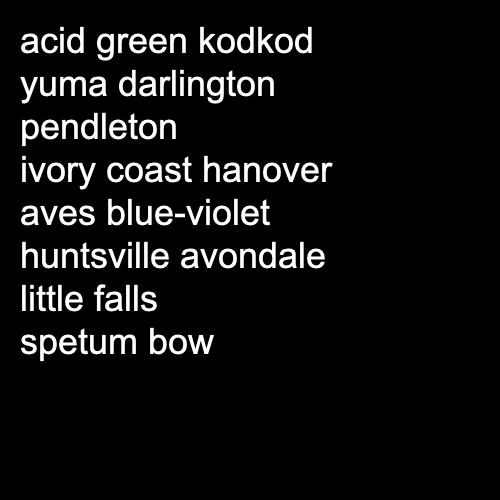 acid green kodkod
yuma darlington
pendleton
ivory coast hanover
aves blue-violet
huntsville avondale
little falls
spetum bow